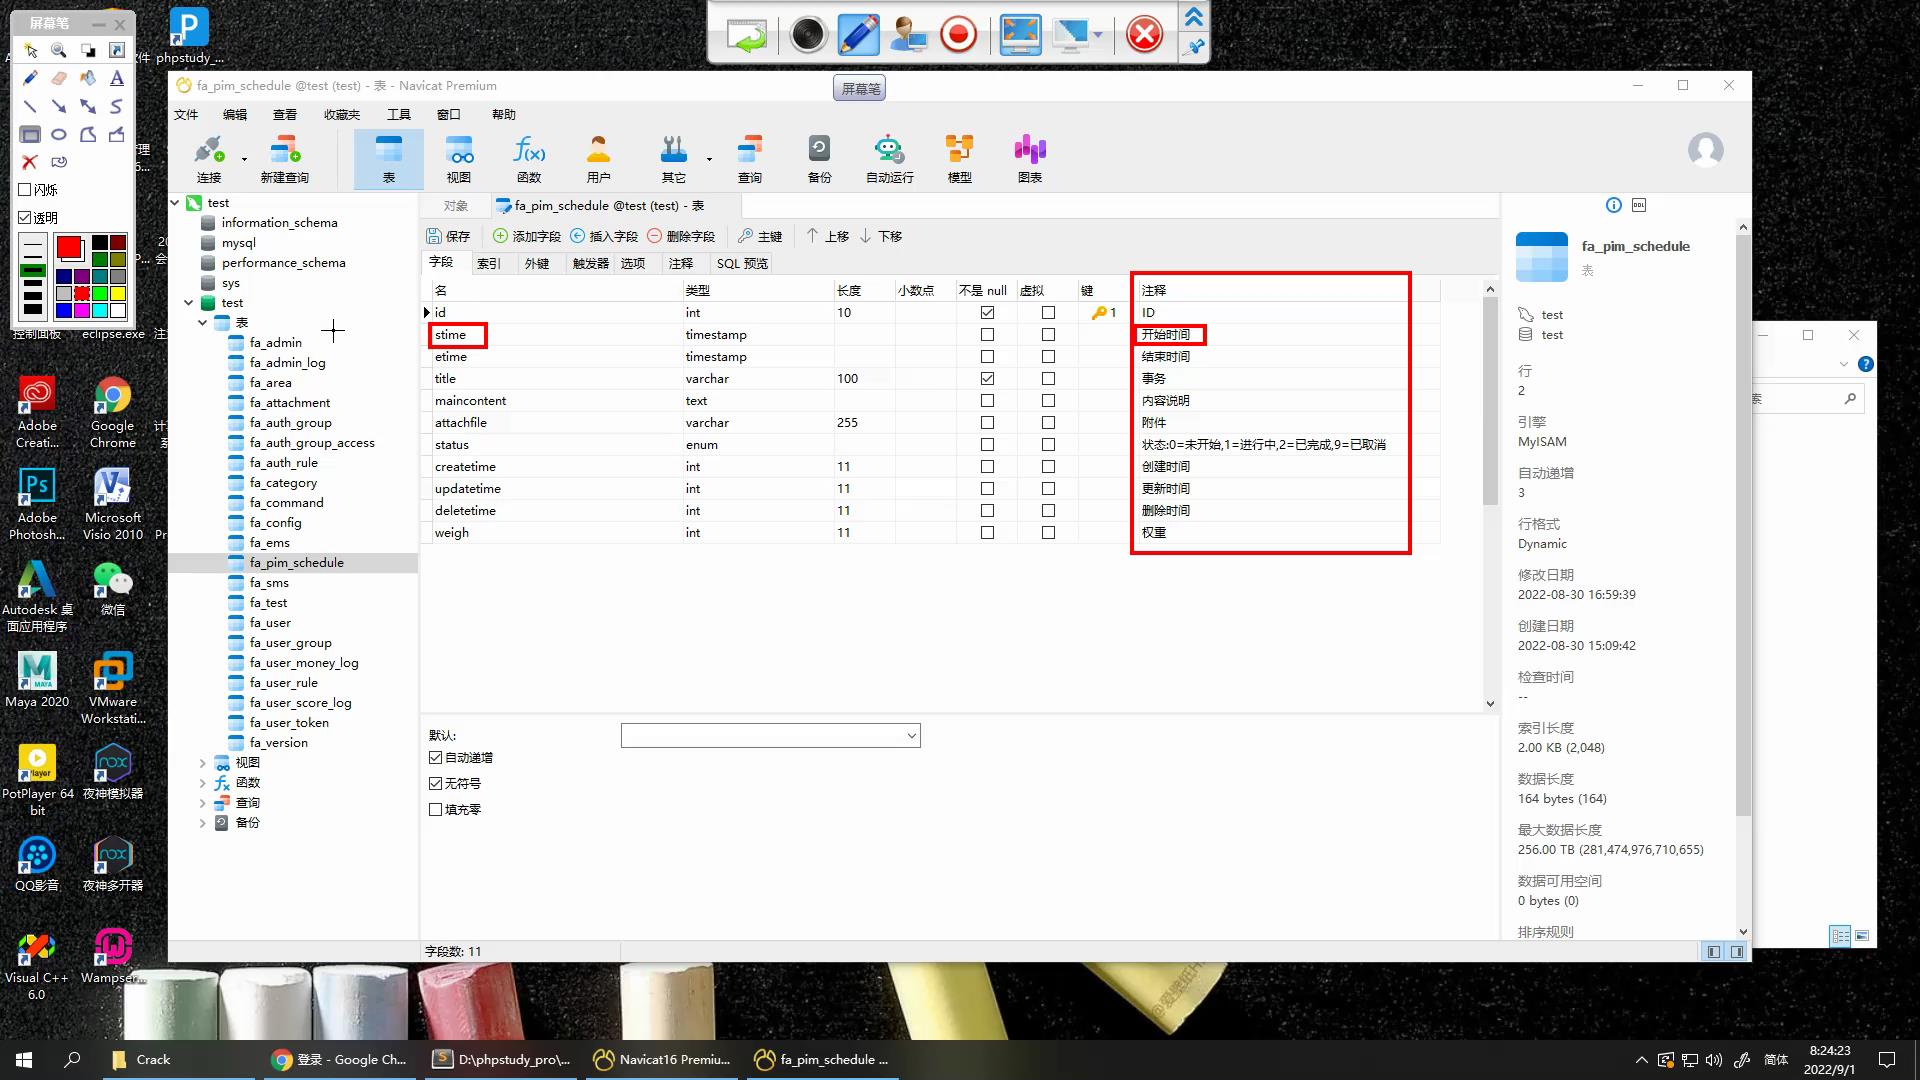 屏幕笔
闪烁
透明
phpstudy_...
控制面板
eclipse.exe
Adobe Creati...
Google Chrome
Adobe Photosh...
Microsoft Visio 2010
Autodesk 桌面应用程序
微信
Maya 2020
VMware Workstati...
PotPlayer 64 bit
夜神模拟器
QQ影音
夜神多开器
Visual C++ 6.0
Wampser...
fa_pim_schedule @test (test) - 表 - Navicat Premium
屏幕笔
文件 编辑 查看 收藏夹 工具 窗口 帮助
连接 新建查询 表 视图 函数 用户 其它 查询 备份 自动运行 模型 图表
test
information_schema
mysql
performance_schema
sys
test
表
fa_admin
fa_admin_log
fa_area
fa_attachment
fa_auth_group
fa_auth_group_access
fa_auth_rule
fa_category
fa_command
fa_config
fa_ems
fa_pim_schedule
fa_sms
fa_test
fa_user
fa_user_group
fa_user_money_log
fa_user_rule
fa_user_score_log
fa_user_token
fa_version
视图
函数
查询
备份
对象 fa_pim_schedule @test (test) - 表
保存 添加字段 插入字段 删除字段 主键 上移 下移
字段 索引 外键 触发器 选项 注释 SQL 预览
名 类型 长度 小数点 不是 null 虚拟 键 注释
id int 10 1 ID
stime timestamp 开始时间
etime timestamp 结束时间
title varchar 100 事务
maincontent text 内容说明
attachfile varchar 255 附件
status enum 状态:0=未开始,1=进行中,2=已完成,9=已取消
createtime int 11 创建时间
updatetime int 11 更新时间
deletetime int 11 删除时间
weigh int 11 权重
默认:
自动递增
无符号
填充零
字段数: 11
DDL
fa_pim_schedule
表
test
test
行
2
引擎
MyISAM
自动递增
3
行格式
Dynamic
修改日期
2022-08-30 16:59:39
创建日期
2022-08-30 15:09:42
检查时间
--
索引长度
2.00 KB (2,048)
数据长度
164 bytes (164)
最大数据长度
256.00 TB (281,474,976,710,655)
数据可用空间
0 bytes (0)
排序规则
Crack
登录 - Google Ch...
D:\phpstudy_pro\...
Navicat16 Premiu...
fa_pim_schedule ...
简体
8:24:23
2022/9/1